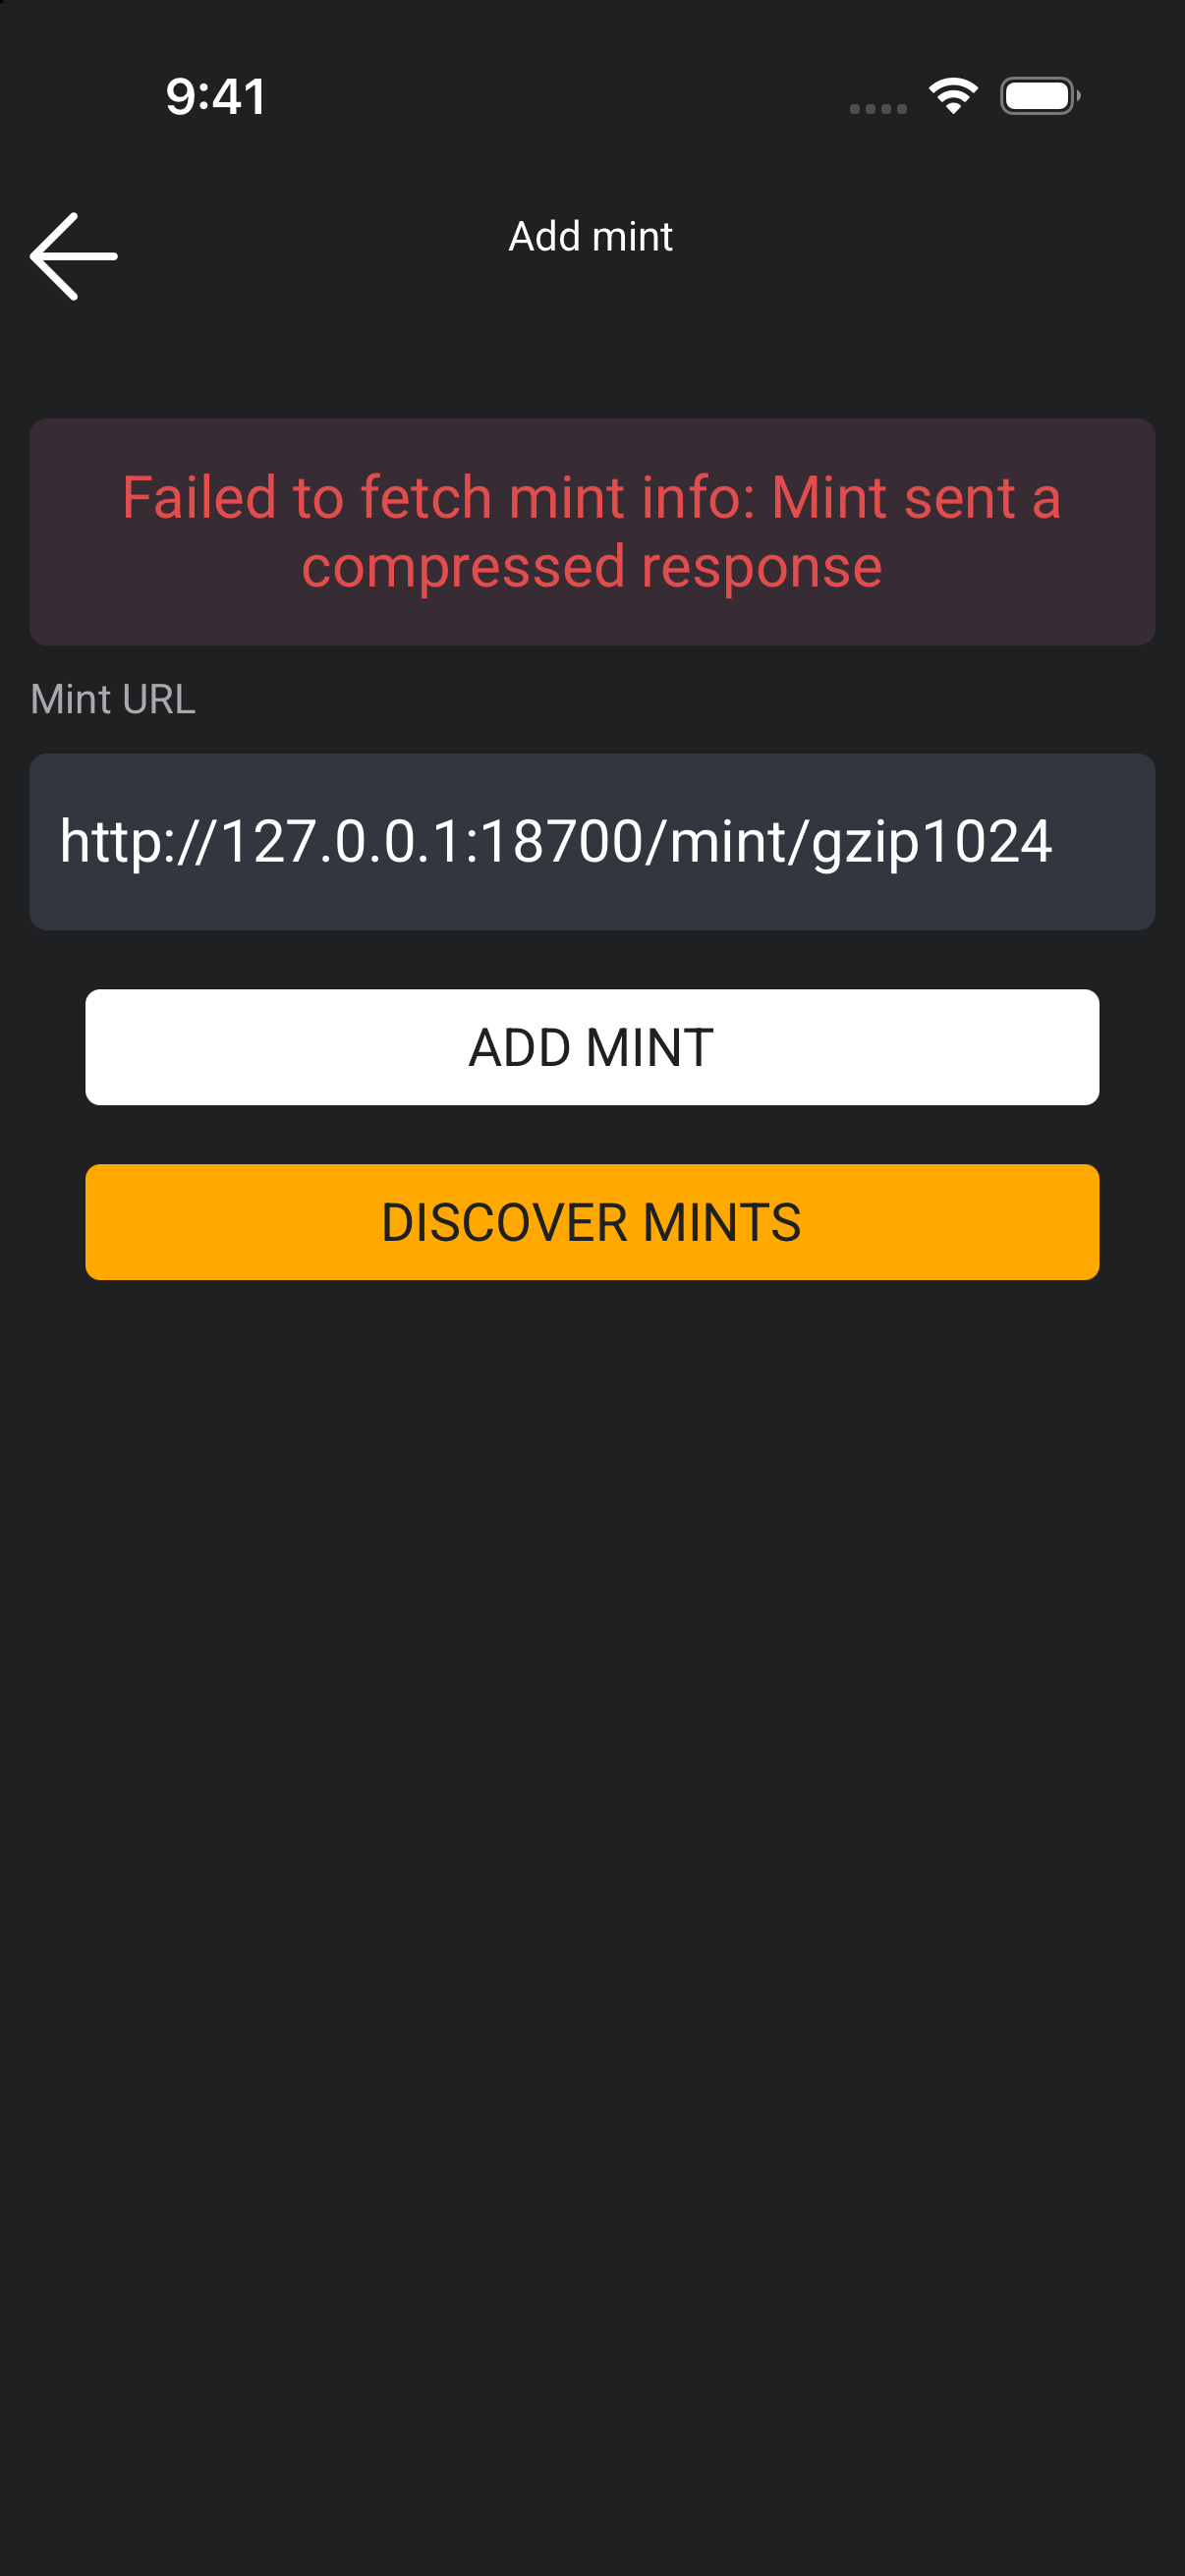 9:41
Add mint
Failed to fetch mint info: Mint sent a
compressed response
Mint URL
http://127.0.0.1:18700/mint/gzip1024
ADD MINT
DISCOVER MINTS